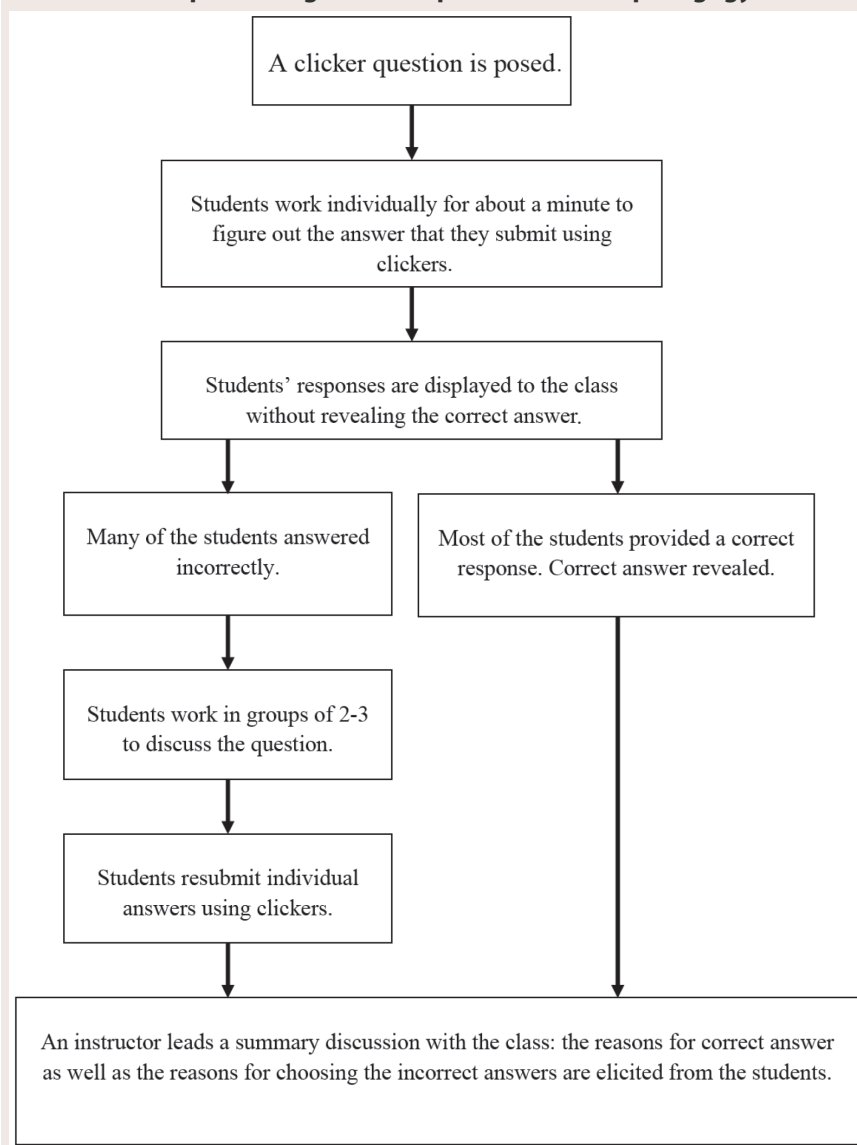 A clicker question is posed.
Students work individually for about a minute to
figure out the answer that they submit using
clickers.
Students’ responses are displayed to the class
without revealing the correct answer.
Many of the students answered
incorrectly.
Most of the students provided a correct
response. Correct answer revealed.
Students work in groups of 2-3
to discuss the question.
Students resubmit individual
answers using clickers.
An instructor leads a summary discussion with the class: the reasons for correct answer
as well as the reasons for choosing the incorrect answers are elicited from the students.